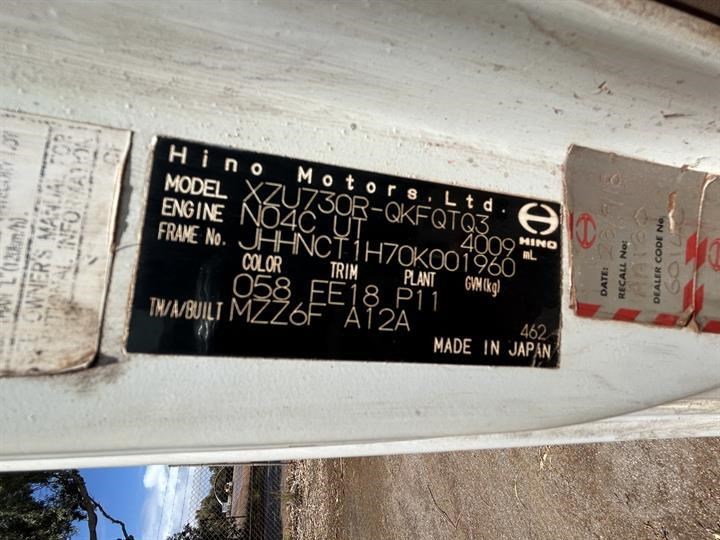 Hino Motors, Ltd.
MODEL XZU730R-QKFQTQ3
ENGINE N04C UT 4009 mL
FRAME No. JHHNCT1H70K001960
COLOR TRIM PLANT GVM(kg)
058 FE18 P11
TM/A/BUILT MZZ6F A12A
462
MADE IN JAPAN
HINO
OWNERS MANUAL FOR
DATE:
RECALL No:
DEALER CODE No: